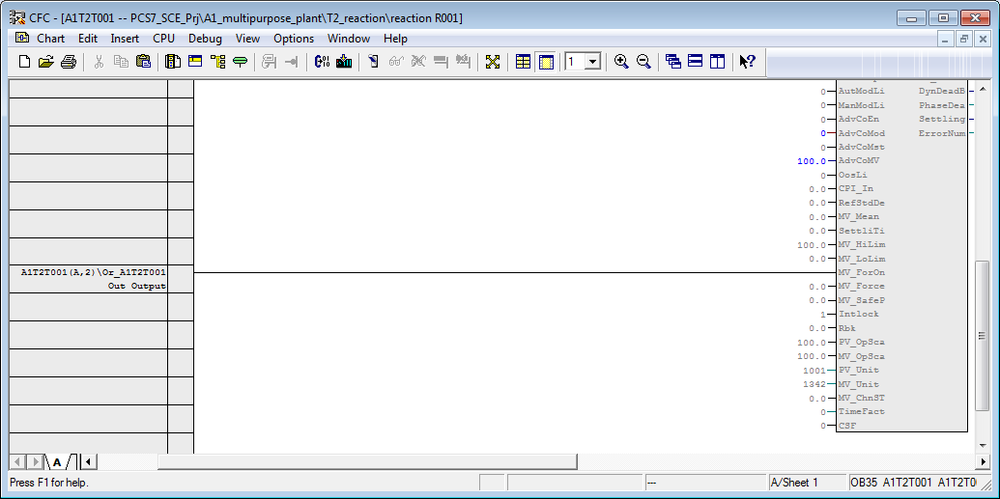 CFC - [A1T2T001 -- PCS7_SCE_Prj\A1_multipurpose_plant\T2_reaction\reaction R001]
Chart Edit Insert CPU Debug View Options Window Help
1
0 AutModLi DynDeadB
0 ManModLi PhaseDea
0 AdvCoEn Settling
0 AdvCoMod ErrorNum
0 AdvCoMst
100.0 AdvCoMV
0 OosLi
0.0 CPI_In
0.0 RefStdDe
0.0 MV_Mean
0.0 SettliTi
100.0 MV_HiLim
0.0 MV_LoLim
A1T2T001(A,2)\Or_A1T2T001 MV_ForOn
Out Output
0.0 MV_Force
0.0 MV_SafeP
1 Intlock
0.0 Rbk
100.0 PV_OpSca
100.0 MV_OpSca
1001 PV_Unit
1342 MV_Unit
0.0 MV_ChnST
0 TimeFact
0 CSF
A
Press F1 for help. --- A/Sheet 1 OB35 A1T2T001 A1T2T0